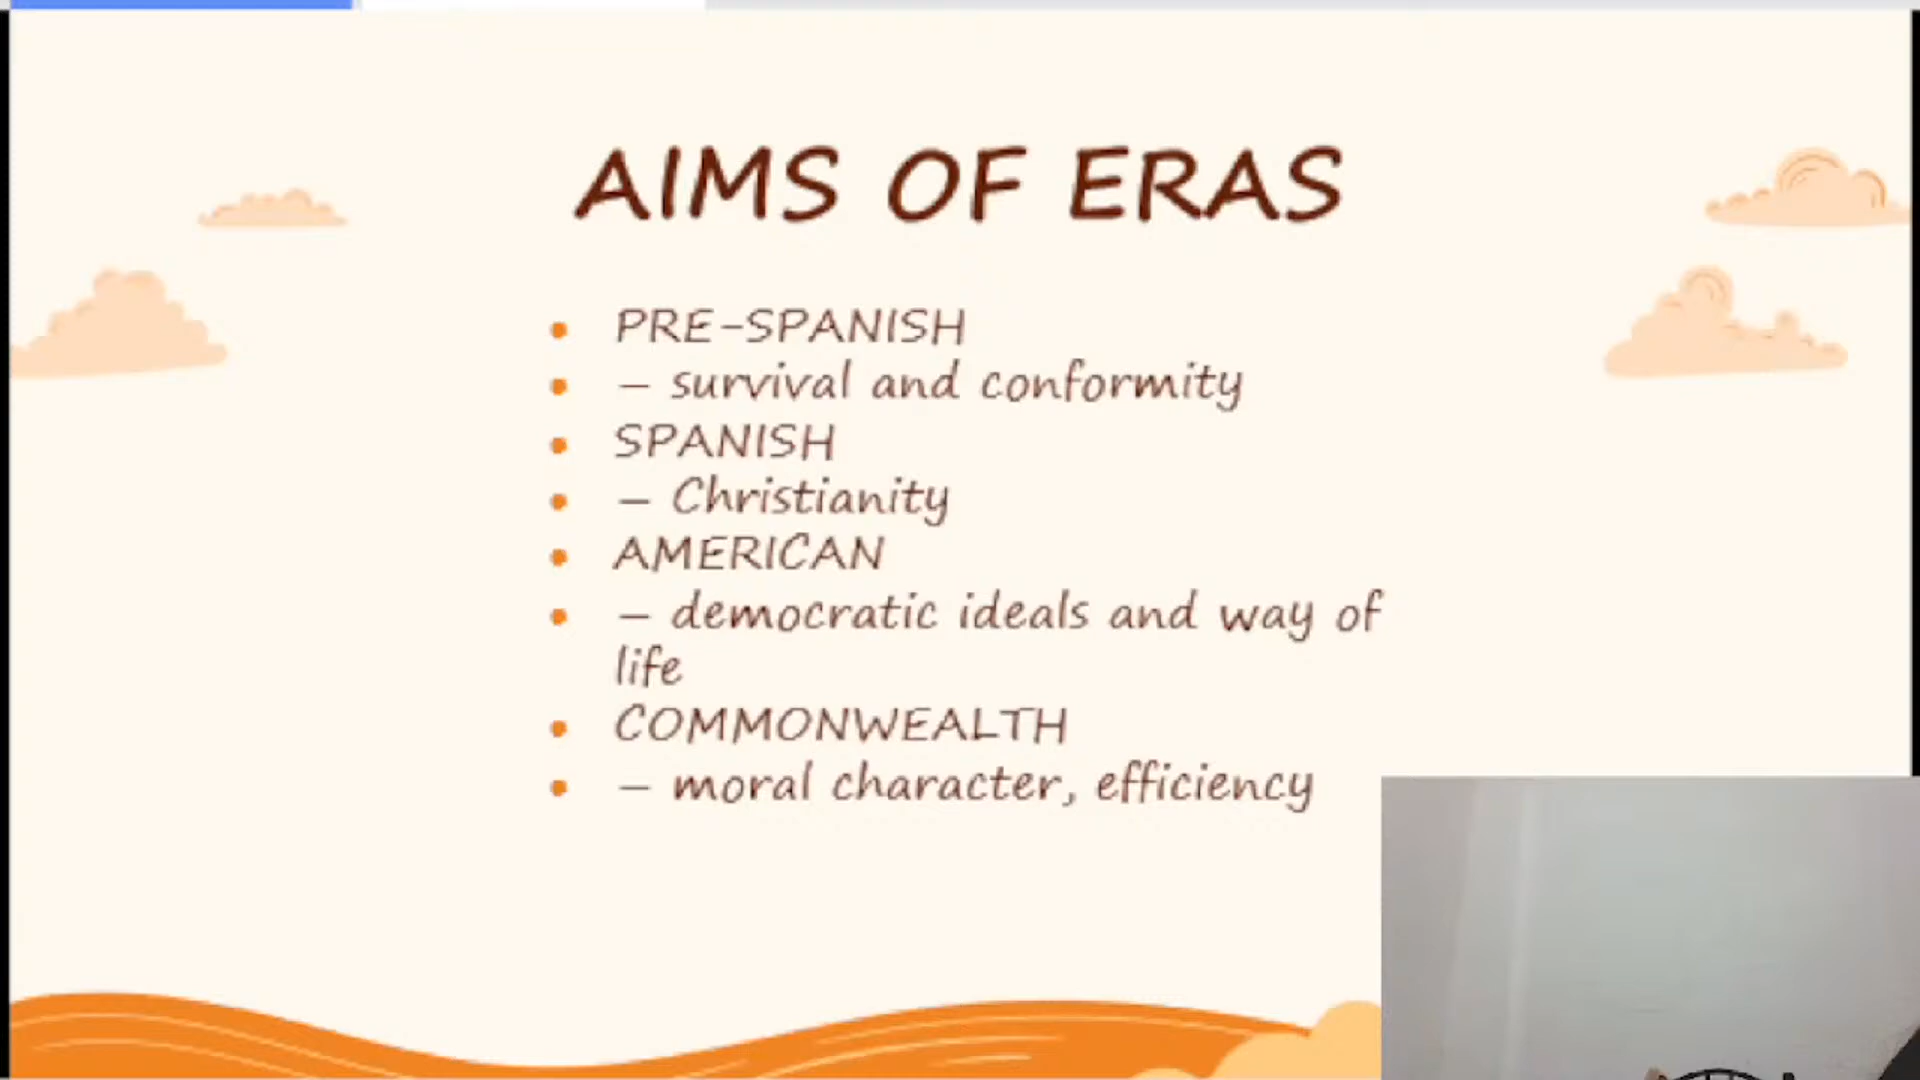 AIMS OF ERAS
• PRE-SPANISH
• – survival and conformity
• SPANISH
• – Christianity
• AMERICAN
• – democratic ideals and way of
life
• COMMONWEALTH
• – moral character, efficiency